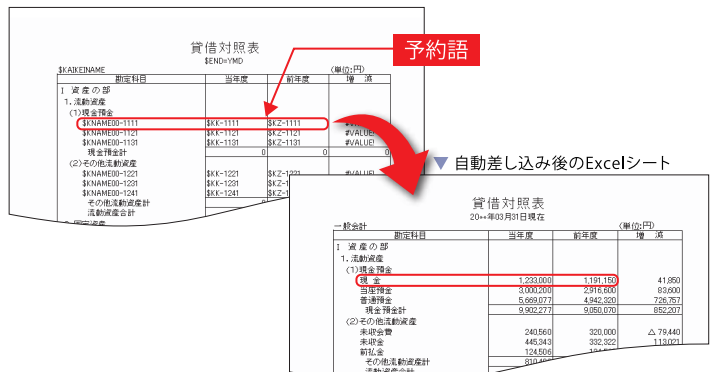 貸借対照表
$END=YMD
予約語
$KAIKEINAME (単位:円)
勘定科目 当年度 前年度 増 減
I 資産の部
1.流動資産
(1)現金預金
$KNAME00-1111 $KK-1111 $KZ-1111
$KNAME00-1121 $KK-1121 $KZ-1121 #VALUE!
$KNAME00-1131 $KK-1131 $KZ-1131 #VALUE!
現金預金計 0 0 0
(2)その他流動資産
$KNAME00-1221 $KK-1221 $KZ-1221 #VALUE!
$KNAME00-1231 $KK-1231 $KZ-1
$KNAME00-1241 $KK-1241 $KZ-1
その他流動資産計
流動資産合計
▼ 自動差し込み後のExcelシート
貸借対照表
20**年03月31日現在
一般会計 (単位:円)
勘定科目 当年度 前年度 増 減
I 資産の部
1.流動資産
(1)現金預金
現 金 1,233,000 1,191,150 41,850
当座預金 3,000,200 2,916,600 83,600
普通預金 5,669,077 4,942,320 726,757
現金預金計 9,902,277 9,050,070 852,207
(2)その他流動資産
未収会費 240,560 320,000 △ 79,440
未収金 445,343 332,322 113,021
前払金 124,506
その他流動資産計
流動資産合計